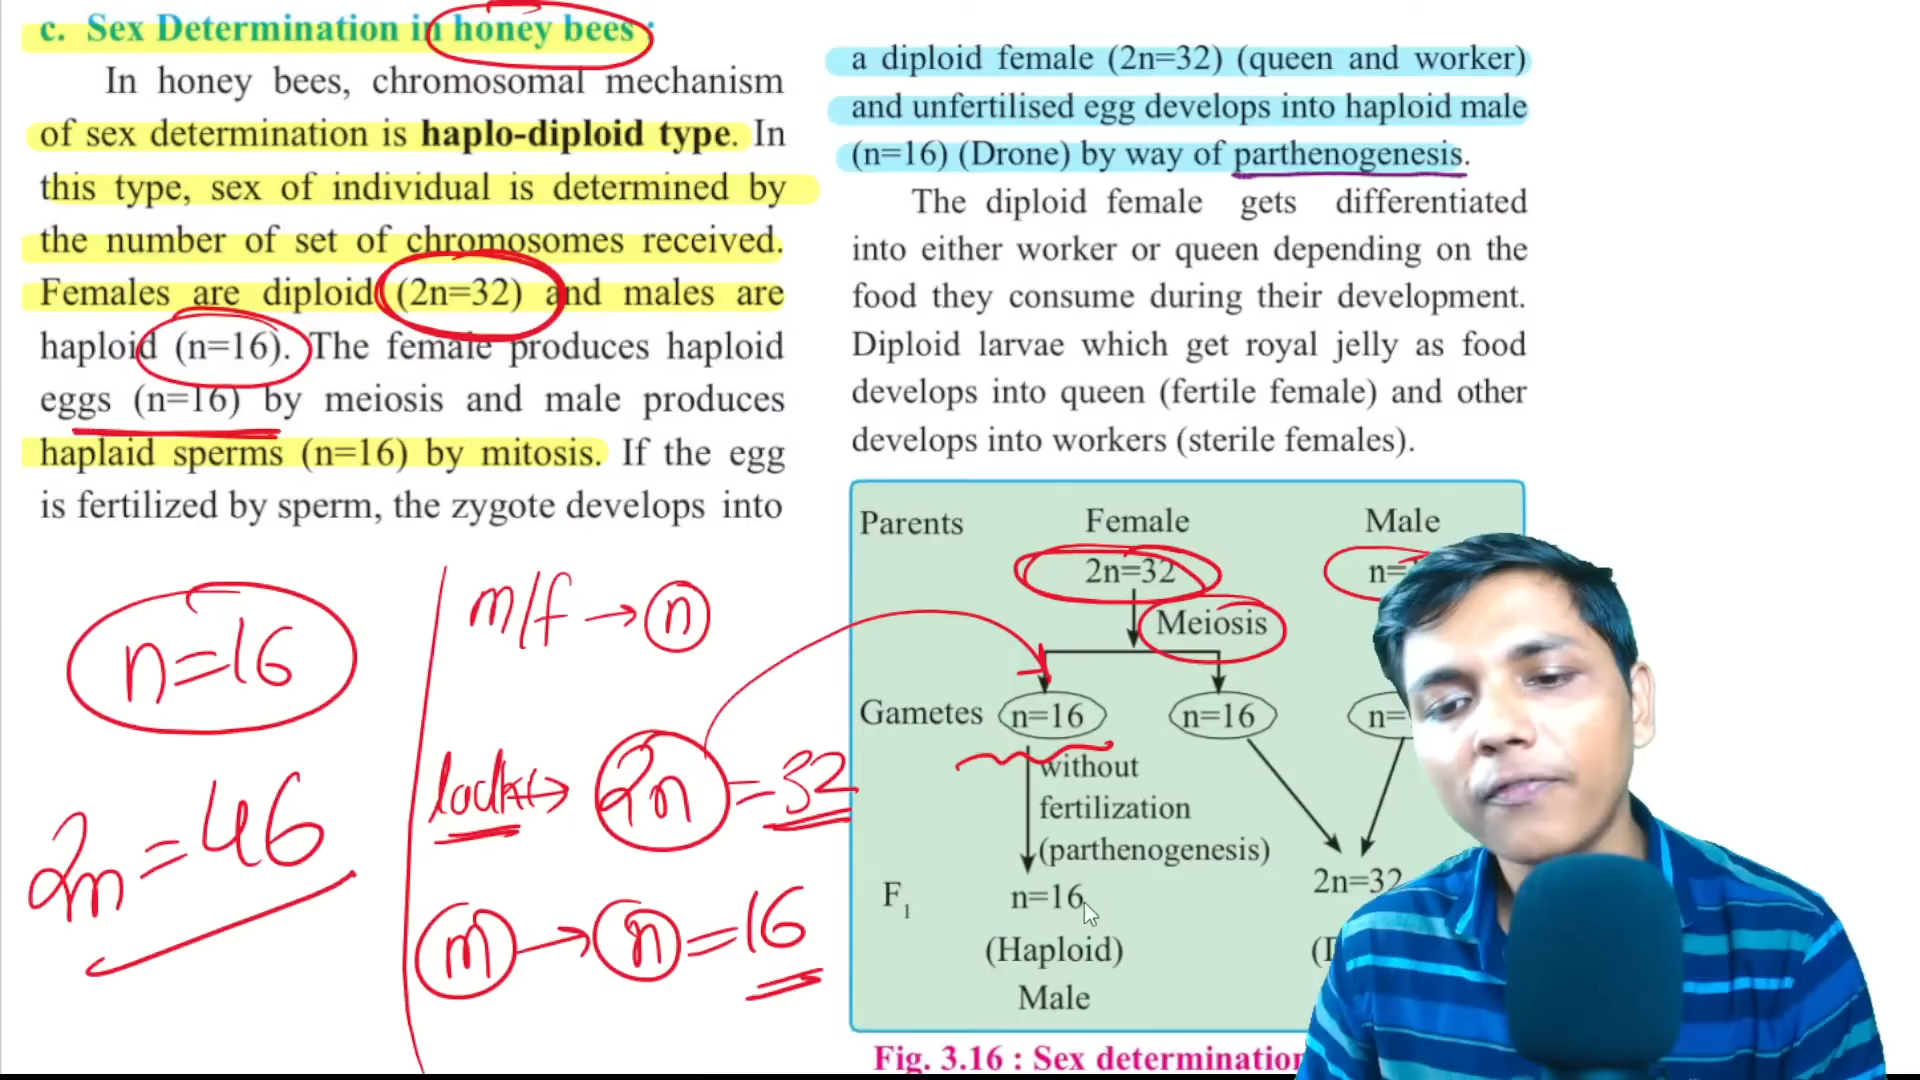 c. Sex Determination in honey bees :
In honey bees, chromosomal mechanism
of sex determination is haplo-diploid type. In
this type, sex of individual is determined by
the number of set of chromosomes received.
Females are diploid (2n=32) and males are
haploid (n=16). The female produces haploid
eggs (n=16) by meiosis and male produces
haplaid sperms (n=16) by mitosis. If the egg
is fertilized by sperm, the zygote develops into
a diploid female (2n=32) (queen and worker)
and unfertilised egg develops into haploid male
(n=16) (Drone) by way of parthenogenesis.
The diploid female gets differentiated
into either worker or queen depending on the
food they consume during their development.
Diploid larvae which get royal jelly as food
develops into queen (fertile female) and other
develops into workers (sterile females).
Parents Female Male
2n=32 n=
Meiosis
Gametes n=16 n=16 n=
without
fertilization
(parthenogenesis)
F1 n=16 2n=32
(Haploid)
Male
Fig. 3.16 : Sex determination
n=16
2n=46
m/f → n
2n = 32
m → n = 16